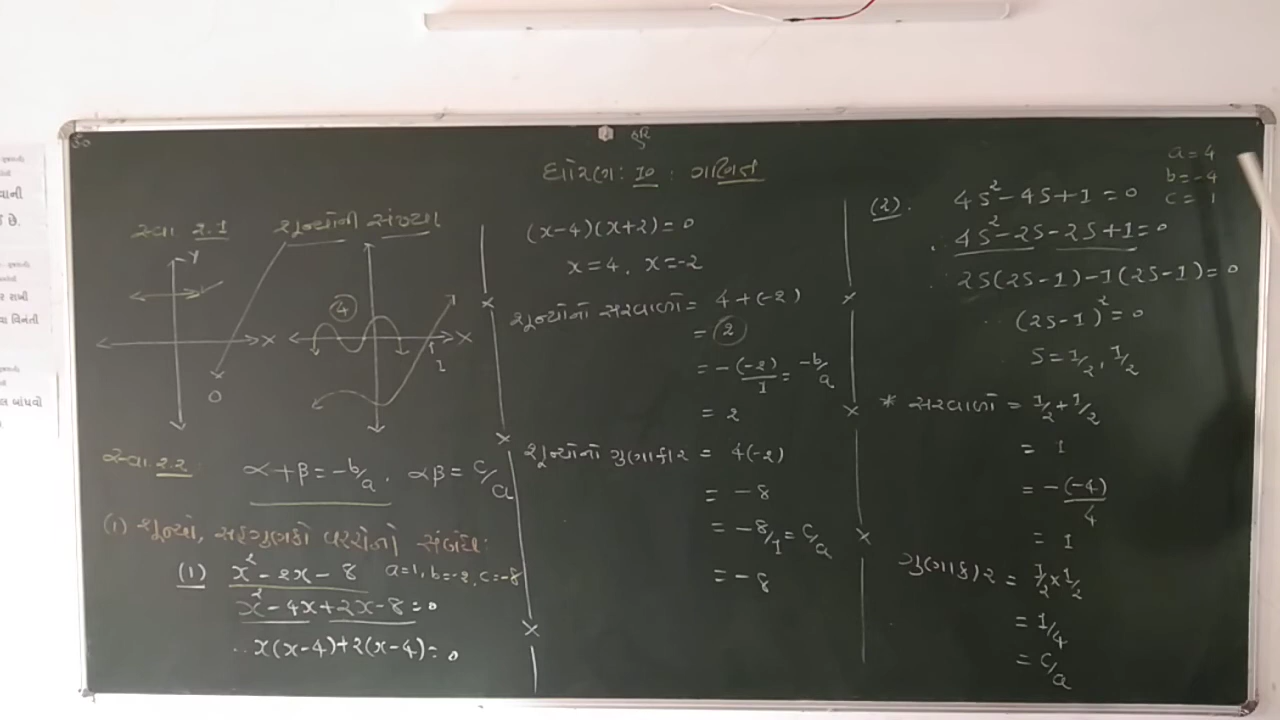 હરિ
ધોરણ: 10 : ગણિત
સ્વા 2.1 શૂન્યોની સંખ્યા
Y
X
0
4
X
1
સ્વા. 2.2 :
α + β = -b/a , αβ = c/a
(1) શૂન્યો, સહગુણકો વચ્ચેનો સંબંધ:
(1) x² - 2x - 8 a=1, b=-2, c=-8
x² - 4x + 2x - 8 = 0
∴ x(x-4)+2(x-4)= 0
(x-4)(x+2)=0
x=4, x=-2
શૂન્યોનો સરવાળો = 4+(-2)
= 2
= -(-2)/1 = -b/a
= 2
શૂન્યોનો ગુણાકાર = 4(-2)
= -8
= -8/1 = c/a
= -8
(2). 4s² - 4s + 1 = 0
a=4
b=-4
c=1
∴ 4s² - 2s - 2s + 1 = 0
2s(2s-1)-1(2s-1)=0
∴ (2s-1)² = 0
s = 1/2, 1/2
* સરવાળો = 1/2 + 1/2
= 1
= -(-4)/4
= 1
ગુણાકાર = 1/2 × 1/2
= 1/4
= c/a
વાની
છે.
ર રાખી
વા વિનંતી
લ બાંધવો